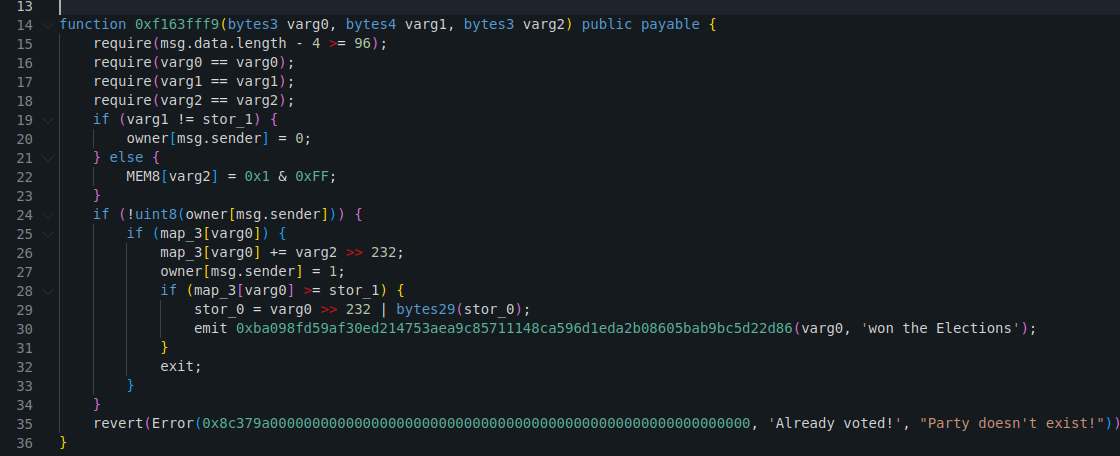 13
14 function 0xf163fff9(bytes3 varg0, bytes4 varg1, bytes3 varg2) public payable {
15     require(msg.data.length - 4 >= 96);
16     require(varg0 == varg0);
17     require(varg1 == varg1);
18     require(varg2 == varg2);
19     if (varg1 != stor_1) {
20         owner[msg.sender] = 0;
21     } else {
22         MEM8[varg2] = 0x1 & 0xFF;
23     }
24     if (!uint8(owner[msg.sender])) {
25         if (map_3[varg0]) {
26             map_3[varg0] += varg2 >> 232;
27             owner[msg.sender] = 1;
28             if (map_3[varg0] >= stor_1) {
29                 stor_0 = varg0 >> 232 | bytes29(stor_0);
30                 emit 0xba098fd59af30ed214753aea9c85711148ca596d1eda2b08605bab9bc5d22d86(varg0, 'won the Elections');
31             }
32             exit;
33         }
34     }
35     revert(Error(0x8c379a000000000000000000000000000000000000000000000000000000000, 'Already voted!', "Party doesn't exist!"))
36 }